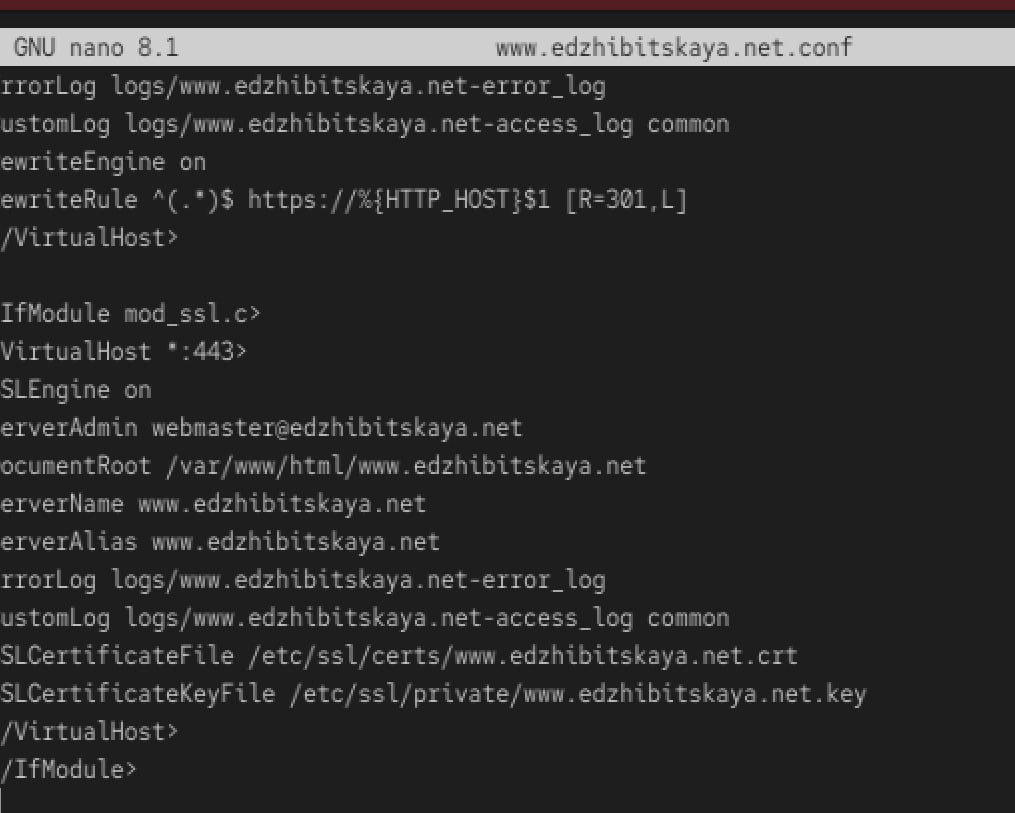 GNU nano 8.1 www.edzhibitskaya.net.conf
rrorLog logs/www.edzhibitskaya.net-error_log
ustomLog logs/www.edzhibitskaya.net-access_log common
ewriteEngine on
ewriteRule ^(.*)$ https://%{HTTP_HOST}$1 [R=301,L]
/VirtualHost>
IfModule mod_ssl.c>
VirtualHost *:443>
SLEngine on
erverAdmin webmaster@edzhibitskaya.net
ocumentRoot /var/www/html/www.edzhibitskaya.net
erverName www.edzhibitskaya.net
erverAlias www.edzhibitskaya.net
rrorLog logs/www.edzhibitskaya.net-error_log
ustomLog logs/www.edzhibitskaya.net-access_log common
SLCertificateFile /etc/ssl/certs/www.edzhibitskaya.net.crt
SLCertificateKeyFile /etc/ssl/private/www.edzhibitskaya.net.key
/VirtualHost>
/IfModule>